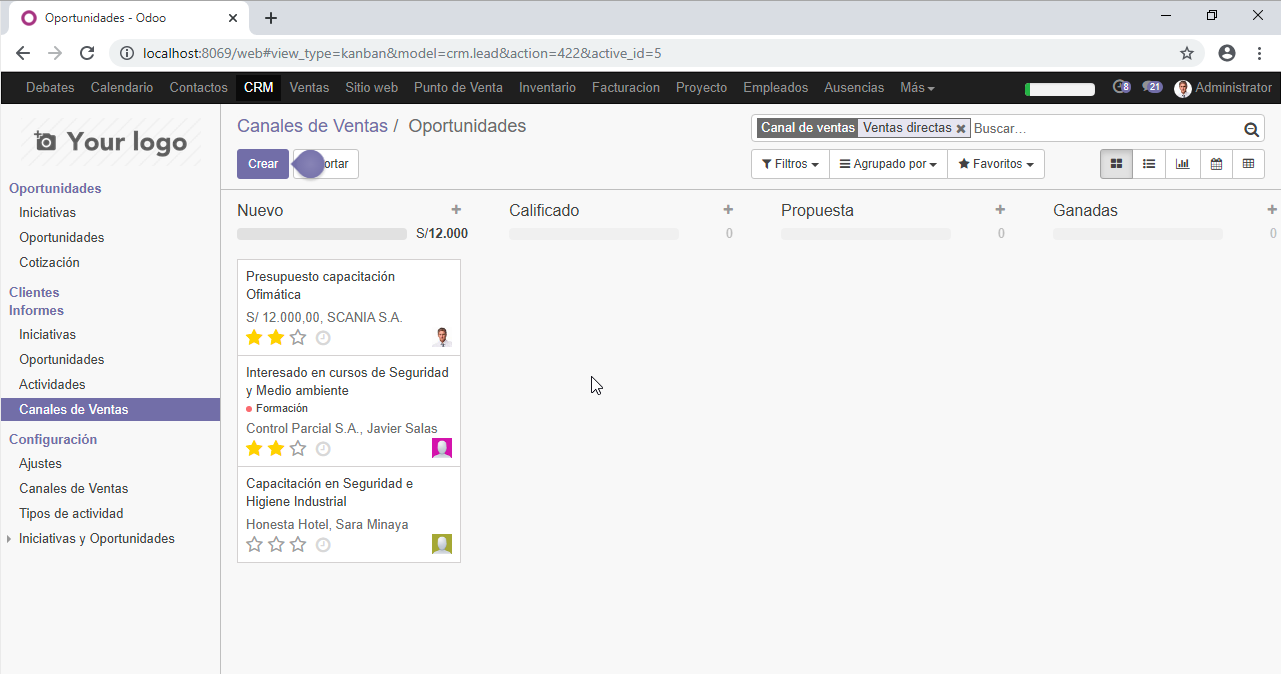 Oportunidades - Odoo
localhost:8069/web#view_type=kanban&model=crm.lead&action=422&active_id=5
Debates Calendario Contactos CRM Ventas Sitio web Punto de Venta Inventario Facturacion Proyecto Empleados Ausencias Más 8 21 Administrator
Your logo
Oportunidades
Iniciativas
Oportunidades
Cotización
Clientes
Informes
Iniciativas
Oportunidades
Actividades
Canales de Ventas
Configuración
Ajustes
Canales de Ventas
Tipos de actividad
Iniciativas y Oportunidades
Canales de Ventas / Oportunidades
Canal de ventas Ventas directas Buscar...
Crear ortar
Filtros Agrupado por Favoritos
Nuevo + Calificado + Propuesta + Ganadas +
S/12.000 0 0 0
Presupuesto capacitación
Ofimática
S/ 12.000,00, SCANIA S.A.
Interesado en cursos de Seguridad
y Medio ambiente
Formación
Control Parcial S.A., Javier Salas
Capacitación en Seguridad e
Higiene Industrial
Honesta Hotel, Sara Minaya